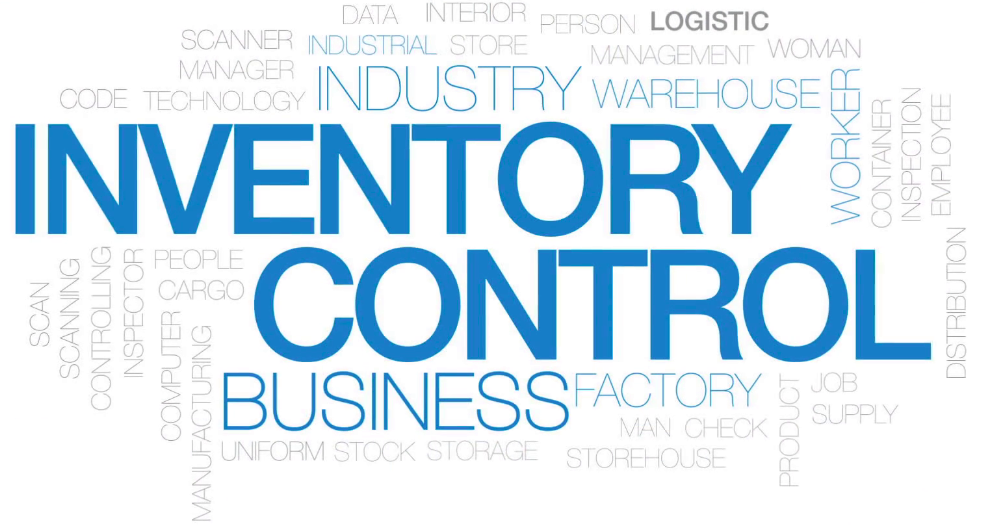 DATA
INTERIOR
PERSON
LOGISTIC
SCANNER
INDUSTRIAL
STORE
MANAGEMENT
WOMAN
MANAGER
INDUSTRY
WAREHOUSE
CODE
TECHNOLOGY
WORKER
CONTAINER
INSPECTION
EMPLOYEE
INVENTORY
CONTROL
SCAN
SCANNING
CONTROLLING
INSPECTOR
PEOPLE
CARGO
DISTRIBUTION
COMPUTER
MANUFACTURING
BUSINESS
FACTORY
PRODUCT
JOB
SUPPLY
MAN
CHECK
UNIFORM
STOCK
STORAGE
STOREHOUSE